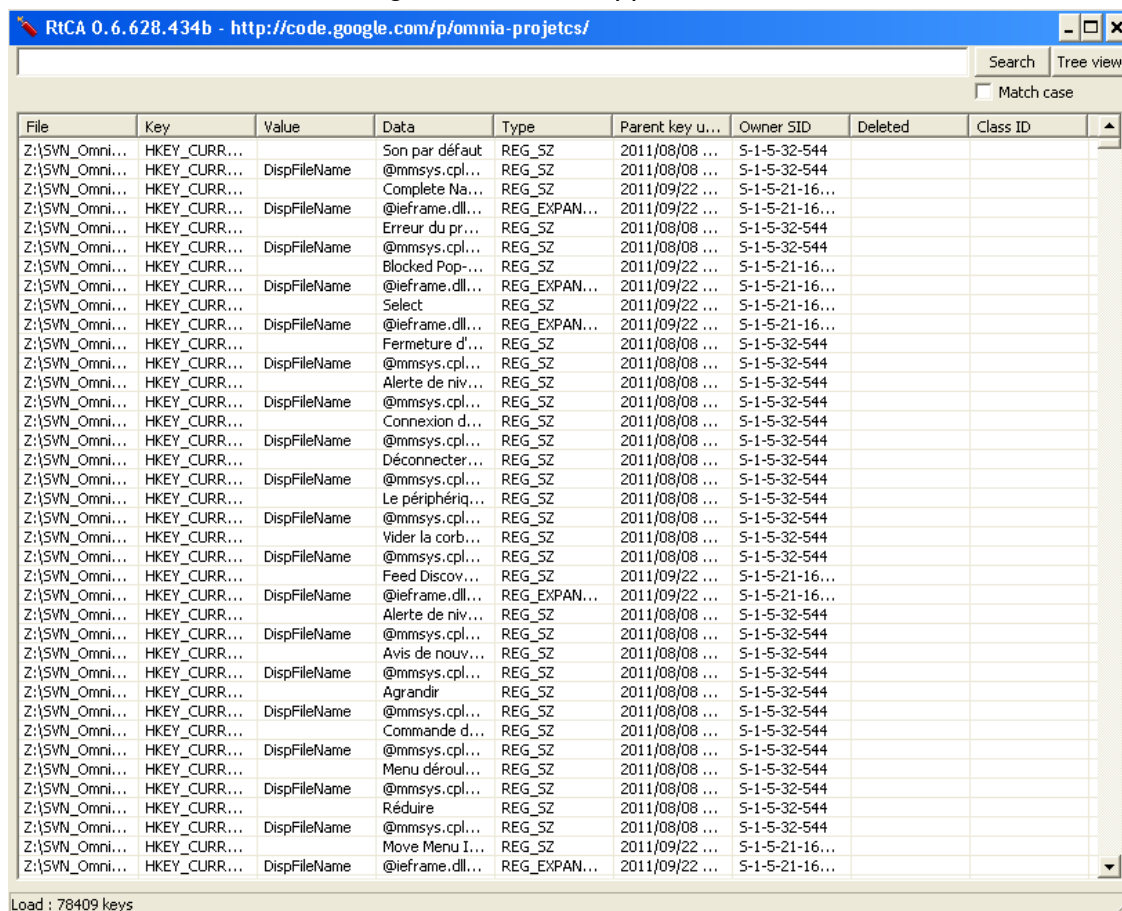 RtCA 0.6.628.434b - http://code.google.com/p/omnia-projetcs/
Search Tree view
Match case
File Key Value Data Type Parent key u... Owner SID Deleted Class ID
Z:\SVN_Omni... HKEY_CURR... Son par défaut REG_SZ 2011/08/08 ... S-1-5-32-544
Z:\SVN_Omni... HKEY_CURR... DispFileName @mmsys.cpl... REG_SZ 2011/08/08 ... S-1-5-32-544
Z:\SVN_Omni... HKEY_CURR... Complete Na... REG_SZ 2011/09/22 ... S-1-5-21-16...
Z:\SVN_Omni... HKEY_CURR... DispFileName @ieframe.dll... REG_EXPAN... 2011/09/22 ... S-1-5-21-16...
Z:\SVN_Omni... HKEY_CURR... Erreur du pr... REG_SZ 2011/08/08 ... S-1-5-32-544
Z:\SVN_Omni... HKEY_CURR... DispFileName @mmsys.cpl... REG_SZ 2011/08/08 ... S-1-5-32-544
Z:\SVN_Omni... HKEY_CURR... Blocked Pop-... REG_SZ 2011/09/22 ... S-1-5-21-16...
Z:\SVN_Omni... HKEY_CURR... DispFileName @ieframe.dll... REG_EXPAN... 2011/09/22 ... S-1-5-21-16...
Z:\SVN_Omni... HKEY_CURR... Select REG_SZ 2011/09/22 ... S-1-5-21-16...
Z:\SVN_Omni... HKEY_CURR... DispFileName @ieframe.dll... REG_EXPAN... 2011/09/22 ... S-1-5-21-16...
Z:\SVN_Omni... HKEY_CURR... Fermeture d'... REG_SZ 2011/08/08 ... S-1-5-32-544
Z:\SVN_Omni... HKEY_CURR... DispFileName @mmsys.cpl... REG_SZ 2011/08/08 ... S-1-5-32-544
Z:\SVN_Omni... HKEY_CURR... Alerte de niv... REG_SZ 2011/08/08 ... S-1-5-32-544
Z:\SVN_Omni... HKEY_CURR... DispFileName @mmsys.cpl... REG_SZ 2011/08/08 ... S-1-5-32-544
Z:\SVN_Omni... HKEY_CURR... Connexion d... REG_SZ 2011/08/08 ... S-1-5-32-544
Z:\SVN_Omni... HKEY_CURR... DispFileName @mmsys.cpl... REG_SZ 2011/08/08 ... S-1-5-32-544
Z:\SVN_Omni... HKEY_CURR... Déconnecter... REG_SZ 2011/08/08 ... S-1-5-32-544
Z:\SVN_Omni... HKEY_CURR... DispFileName @mmsys.cpl... REG_SZ 2011/08/08 ... S-1-5-32-544
Z:\SVN_Omni... HKEY_CURR... Le périphériq... REG_SZ 2011/08/08 ... S-1-5-32-544
Z:\SVN_Omni... HKEY_CURR... DispFileName @mmsys.cpl... REG_SZ 2011/08/08 ... S-1-5-32-544
Z:\SVN_Omni... HKEY_CURR... Vider la corb... REG_SZ 2011/08/08 ... S-1-5-32-544
Z:\SVN_Omni... HKEY_CURR... DispFileName @mmsys.cpl... REG_SZ 2011/08/08 ... S-1-5-32-544
Z:\SVN_Omni... HKEY_CURR... Feed Discov... REG_SZ 2011/09/22 ... S-1-5-21-16...
Z:\SVN_Omni... HKEY_CURR... DispFileName @ieframe.dll... REG_EXPAN... 2011/09/22 ... S-1-5-21-16...
Z:\SVN_Omni... HKEY_CURR... Alerte de niv... REG_SZ 2011/08/08 ... S-1-5-32-544
Z:\SVN_Omni... HKEY_CURR... DispFileName @mmsys.cpl... REG_SZ 2011/08/08 ... S-1-5-32-544
Z:\SVN_Omni... HKEY_CURR... Avis de nouv... REG_SZ 2011/08/08 ... S-1-5-32-544
Z:\SVN_Omni... HKEY_CURR... DispFileName @mmsys.cpl... REG_SZ 2011/08/08 ... S-1-5-32-544
Z:\SVN_Omni... HKEY_CURR... Agrandir REG_SZ 2011/08/08 ... S-1-5-32-544
Z:\SVN_Omni... HKEY_CURR... DispFileName @mmsys.cpl... REG_SZ 2011/08/08 ... S-1-5-32-544
Z:\SVN_Omni... HKEY_CURR... Commande d... REG_SZ 2011/08/08 ... S-1-5-32-544
Z:\SVN_Omni... HKEY_CURR... DispFileName @mmsys.cpl... REG_SZ 2011/08/08 ... S-1-5-32-544
Z:\SVN_Omni... HKEY_CURR... Menu déroul... REG_SZ 2011/08/08 ... S-1-5-32-544
Z:\SVN_Omni... HKEY_CURR... DispFileName @mmsys.cpl... REG_SZ 2011/08/08 ... S-1-5-32-544
Z:\SVN_Omni... HKEY_CURR... Réduire REG_SZ 2011/08/08 ... S-1-5-32-544
Z:\SVN_Omni... HKEY_CURR... DispFileName @mmsys.cpl... REG_SZ 2011/08/08 ... S-1-5-32-544
Z:\SVN_Omni... HKEY_CURR... Move Menu I... REG_SZ 2011/09/22 ... S-1-5-21-16...
Z:\SVN_Omni... HKEY_CURR... DispFileName @ieframe.dll... REG_EXPAN... 2011/09/22 ... S-1-5-21-16...
Load : 78409 keys